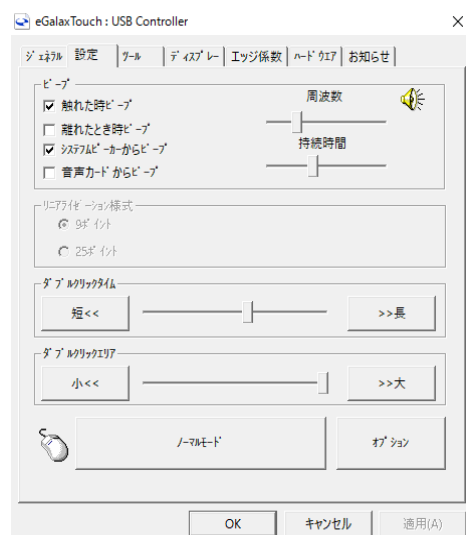 eGalaxTouch : USB Controller
ｼﾞｪﾈﾗﾙ 設定 ﾂｰﾙ ﾃﾞｨｽﾌﾟﾚｰ エッジ係数 ﾊｰﾄﾞｳｴｱ お知らせ
ﾋﾞｰﾌﾟ
触れた時ﾋﾞｰﾌﾟ
周波数
離れたとき時ﾋﾞｰﾌﾟ
ｼｽﾃﾌｽﾑﾋﾟｰｶｰからﾋﾞｰﾌﾟ
持続時間
音声ｶｰﾄﾞからﾋﾞｰﾌﾟ
ﾘﾆｱﾗｲｾﾞｰｼｮﾝ様式
9ﾎﾟｲﾝﾄ
25ﾎﾟｲﾝﾄ
ﾀﾞﾌﾞﾙｸﾘｯｸﾀｲﾑ
短<< >>長
ﾀﾞﾌﾞﾙｸﾘｯｸｴﾘｱ
小<< >>大
ﾉｰﾏﾙﾓｰﾄﾞ ｵﾌﾟｼｮﾝ
OK キャンセル 適用(A)